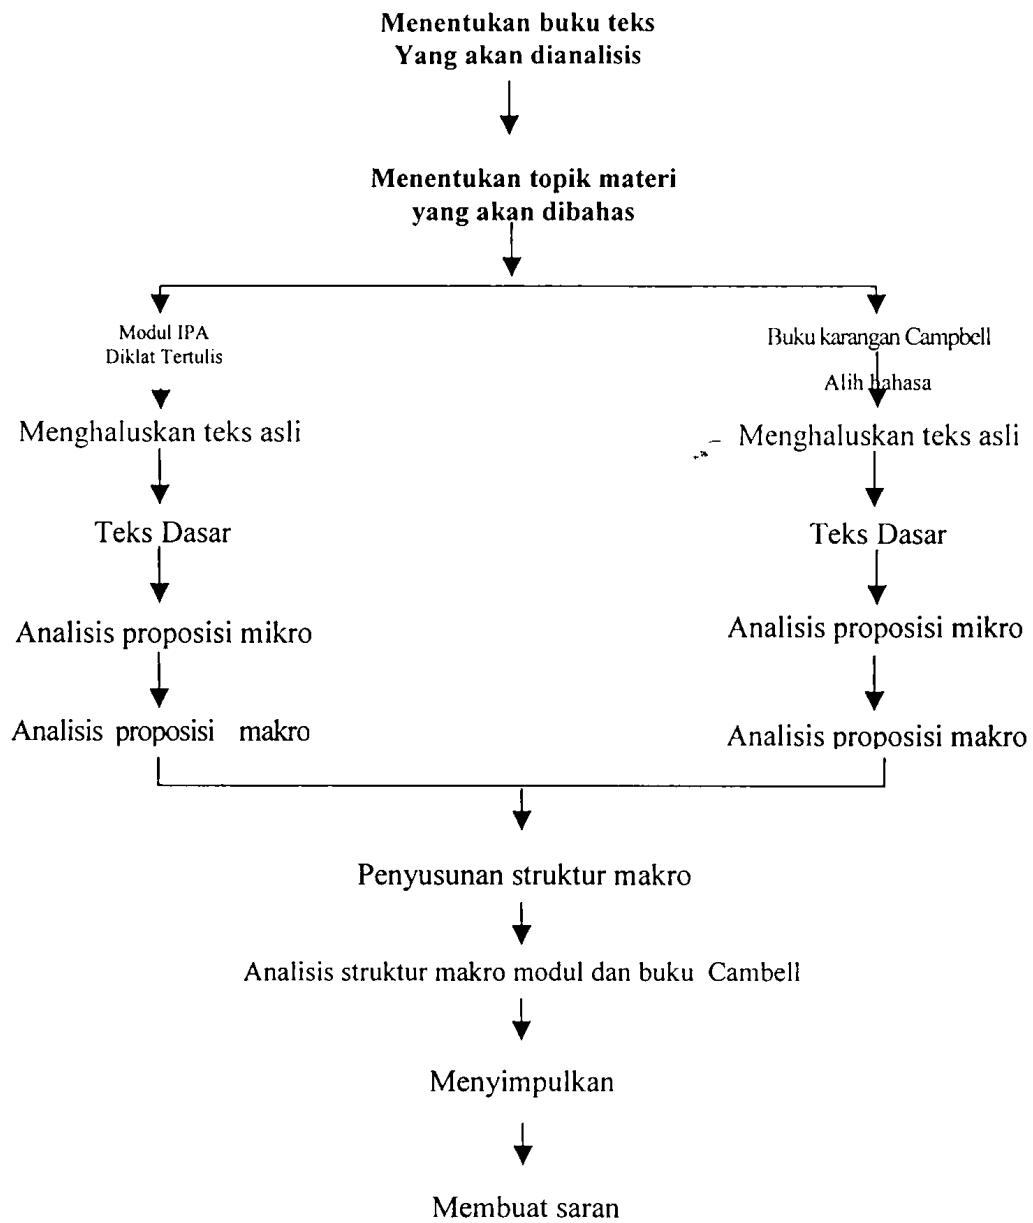 Menentukan buku teks
Yang akan dianalisis
Menentukan topik materi
yang akan dibahas
Modul IPA
Diklat Tertulis
Menghaluskan teks asli
Teks Dasar
Analisis proposisi mikro
Analisis proposisi makro
Buku karangan Campbell
Alih bahasa
Menghaluskan teks asli
Teks Dasar
Analisis proposisi mikro
Analisis proposisi makro
Penyusunan struktur makro
Analisis struktur makro modul dan buku Cambell
Menyimpulkan
Membuat saran